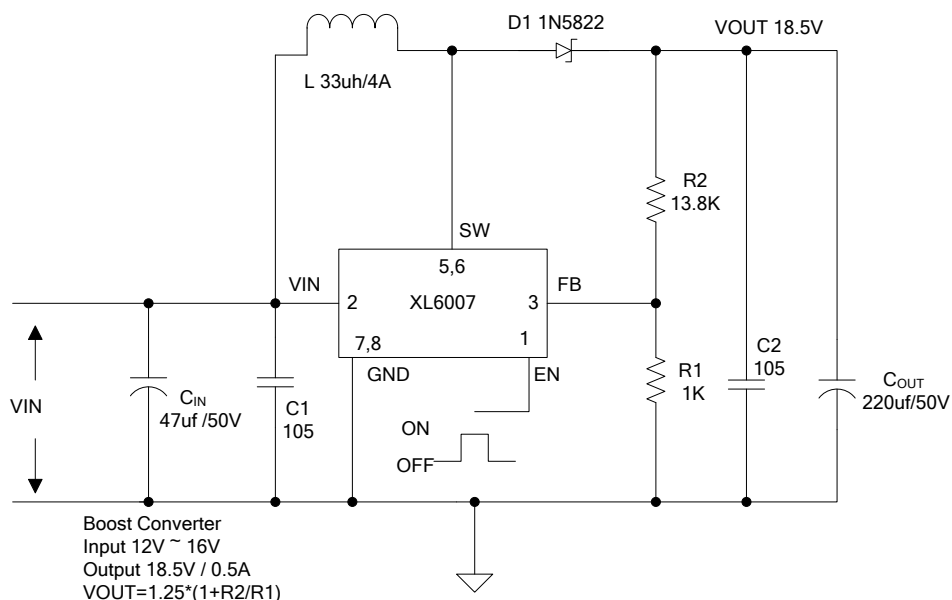 D1 1N5822
VOUT 18.5V
L 33uh/4A
R2
13.8K
SW
5,6
VIN
FB
2
XL6007
3
7,8
1
GND
EN
VIN
C_IN
47uf /50V
C1
105
ON
OFF
R1
1K
C2
105
C_OUT
220uf/50V
Boost Converter
Input 12V ~ 16V
Output 18.5V / 0.5A
VOUT=1.25*(1+R2/R1)